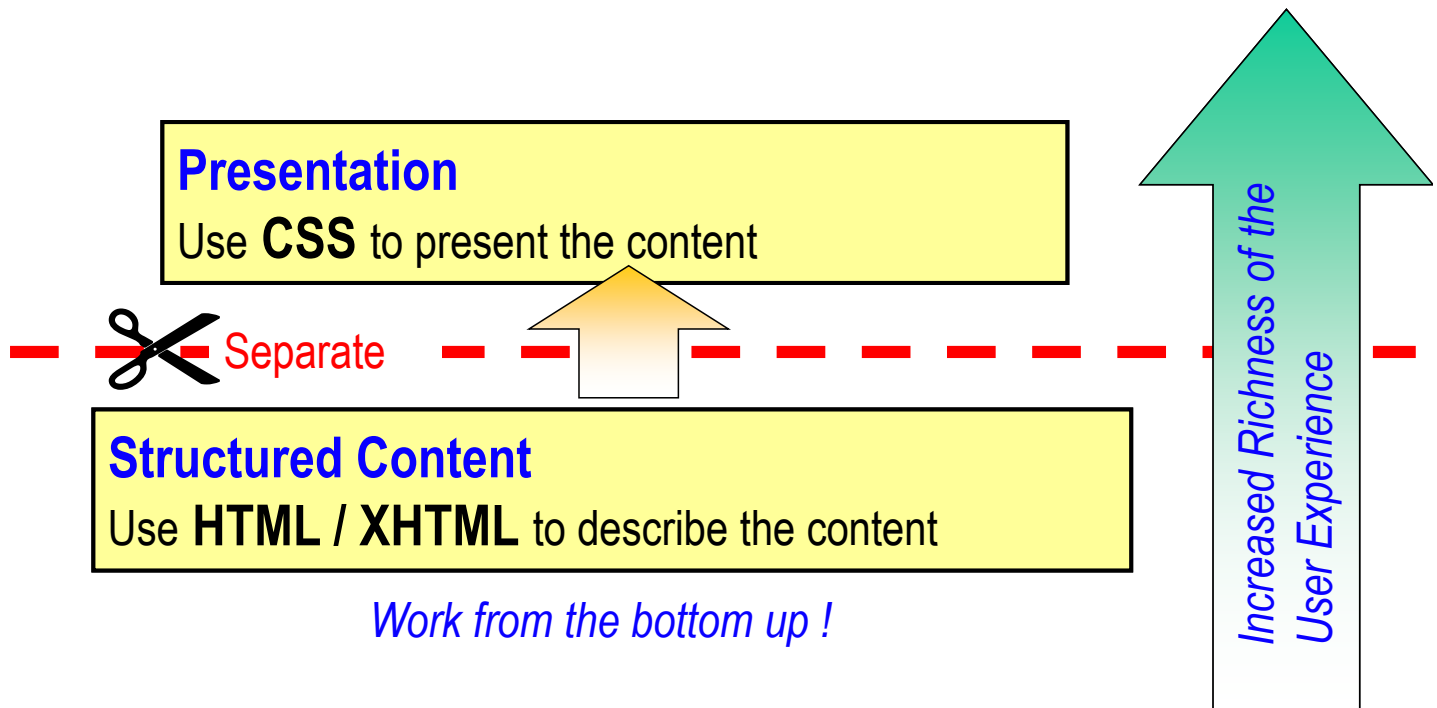 Presentation
Use CSS to present the content
Separate
Structured Content
Use HTML / XHTML to describe the content
Work from the bottom up !
Increased Richness of the
User Experience